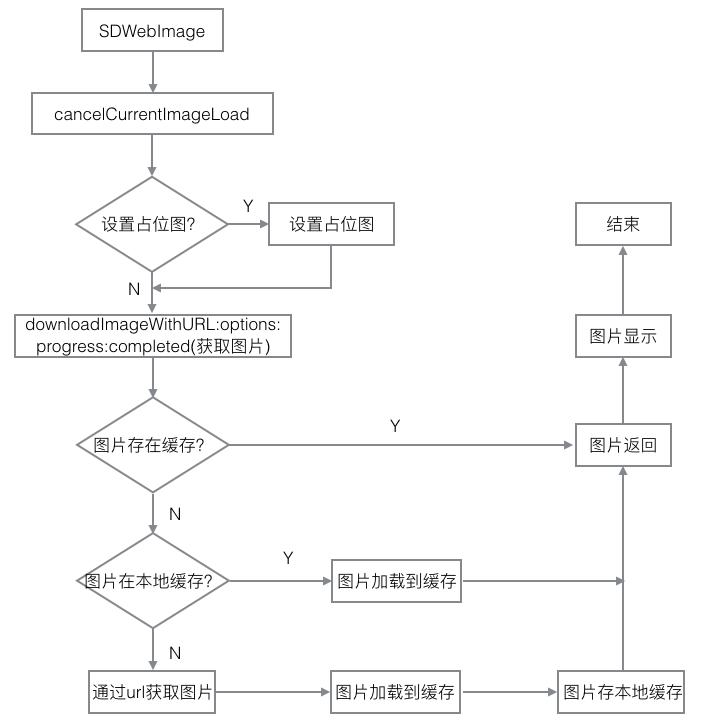 SDWebImage
cancelCurrentImageLoad
设置占位图?
Y
设置占位图
结束
N
downloadImageWithURL:options:
progress:completed(获取图片)
图片显示
图片存在缓存?
Y
图片返回
N
图片在本地缓存?
Y
图片加载到缓存
N
通过url获取图片
图片加载到缓存
图片存本地缓存